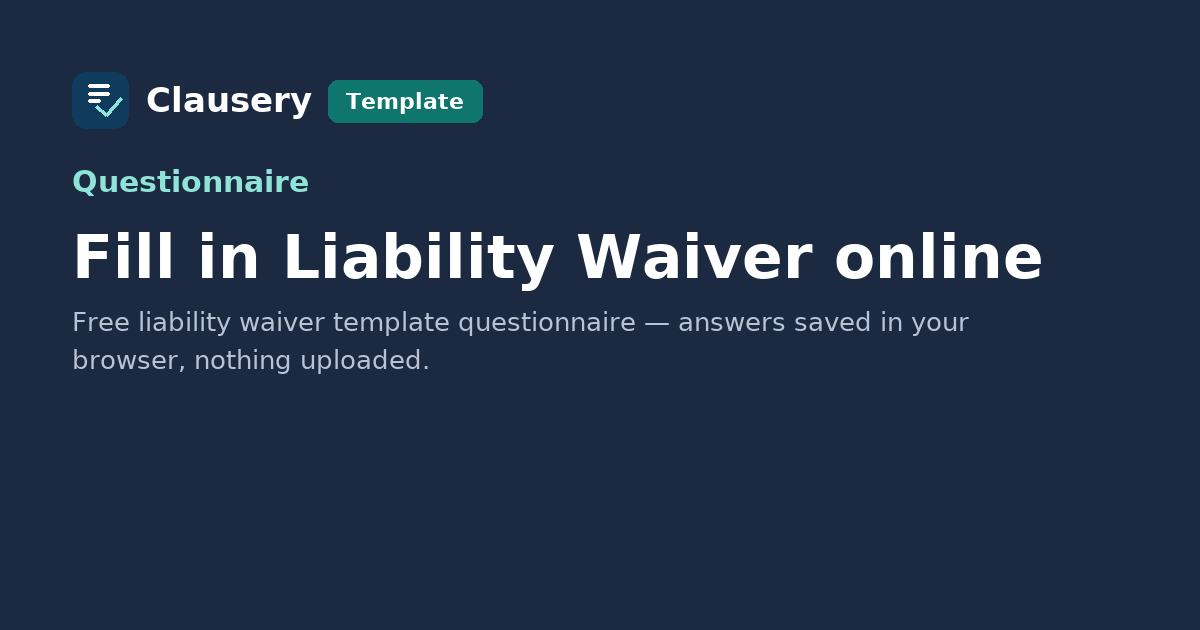 Clausery Template
Questionnaire
Fill in Liability Waiver online
Free liability waiver template questionnaire — answers saved in your
browser, nothing uploaded.